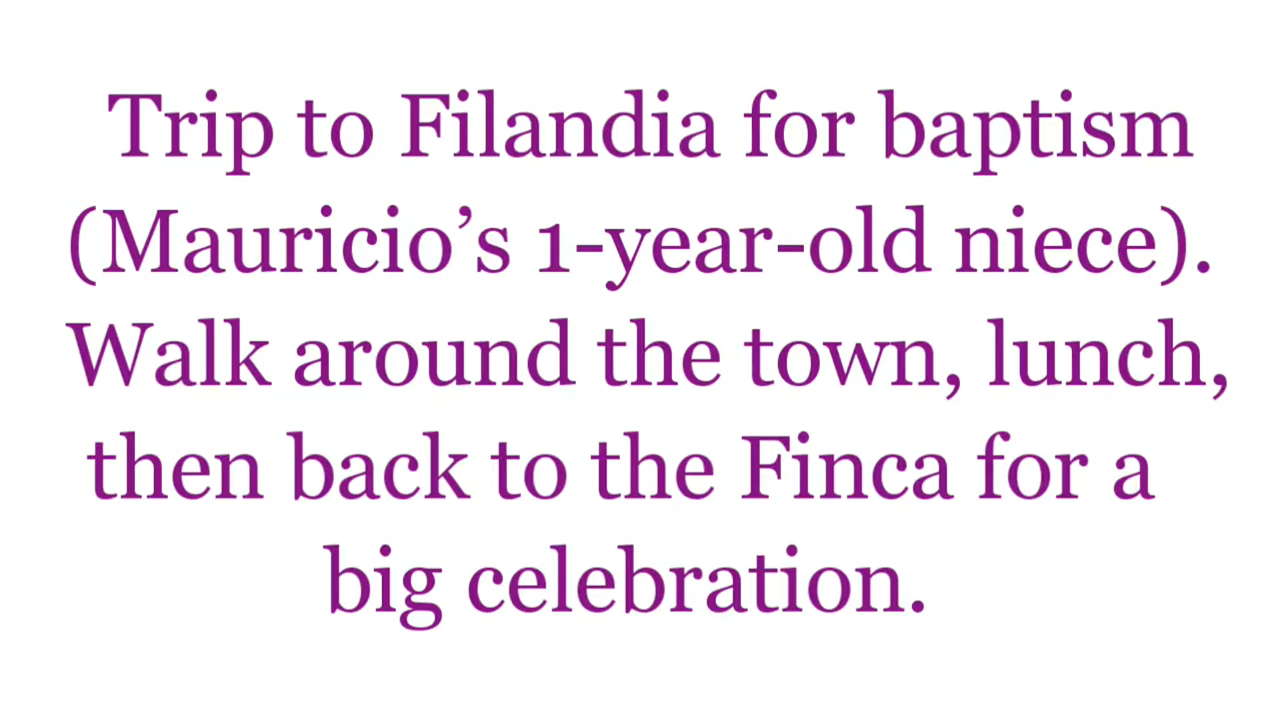 Trip to Filandia for baptism
(Mauricio’s 1-year-old niece).
Walk around the town, lunch,
then back to the Finca for a
big celebration.